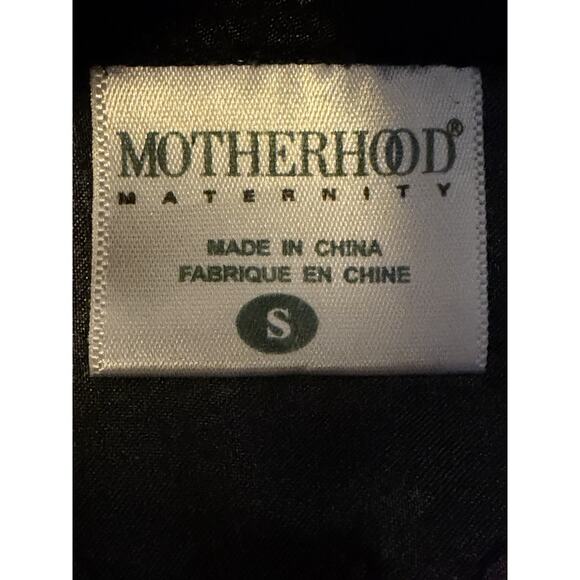 MOTHERHOOD®
MATERNITY
MADE IN CHINA
FABRIQUE EN CHINE
S